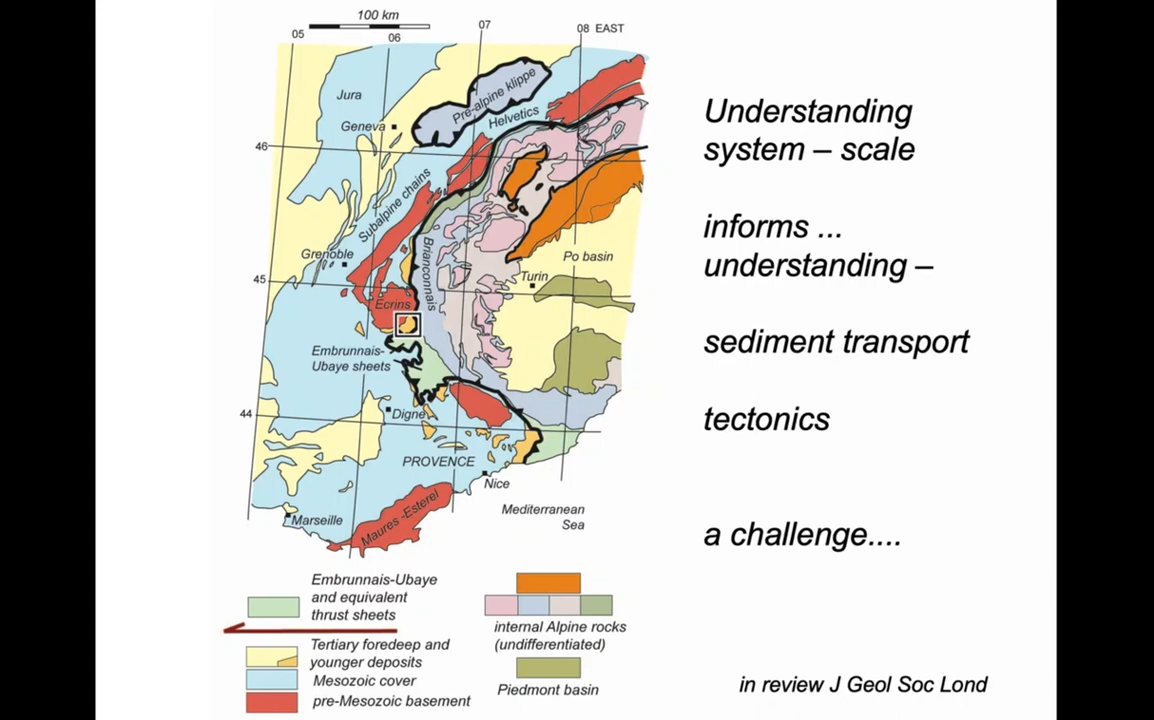 100 km
05
06
07
08 EAST
Jura
Pre-alpine klippe
Geneva
Helvetics
46
Subalpine chains
Grenoble
Brianconnais
Po basin
45
Turin
Ecrins
Embrunnais-
Ubaye sheets
44
Digne
PROVENCE
Nice
Mediterranean
Sea
Marseille
Maures -Esterel
Embrunnais-Ubaye
and equivalent
thrust sheets
Tertiary foredeep and
younger deposits
Mesozoic cover
pre-Mesozoic basement
internal Alpine rocks
(undifferentiated)
Piedmont basin
Understanding
system – scale
informs ...
understanding –
sediment transport
tectonics
a challenge....
in review J Geol Soc Lond